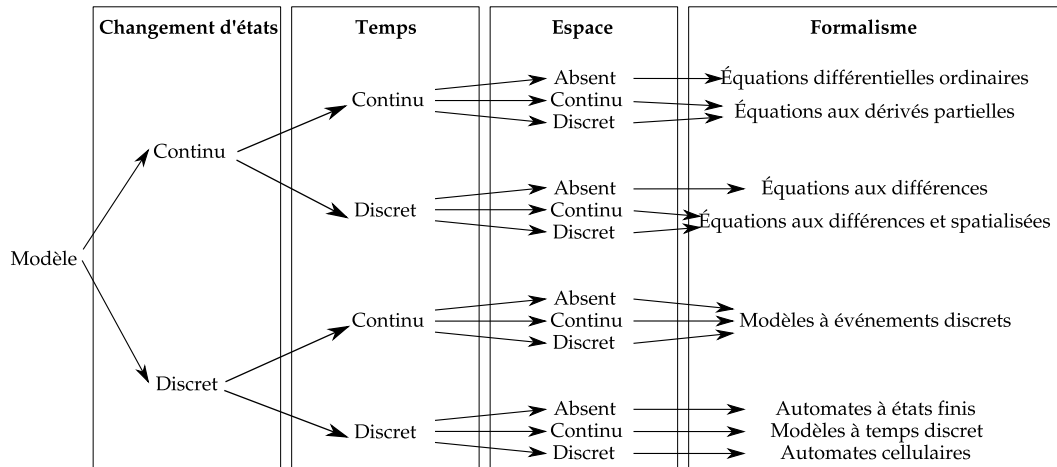 Changement d'états Temps Espace Formalisme
Absent Équations différentielles ordinaires
Continu Continu
Équations aux dérivés partielles
Discret
Continu
Absent Équations aux différences
Discret Continu
Équations aux différences et spatialisées
Discret
Modèle
Absent
Continu Continu Modèles à événements discrets
Discret
Discret
Absent Automates à états finis
Discret Continu Modèles à temps discret
Discret Automates cellulaires